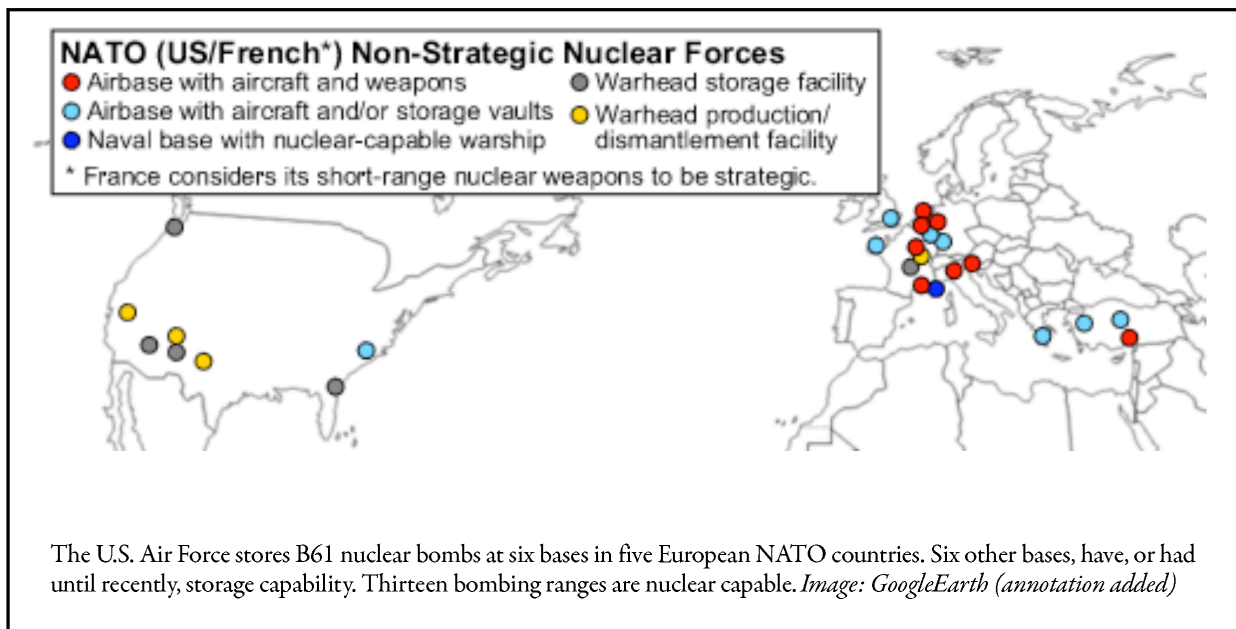 NATO (US/French*) Non-Strategic Nuclear Forces
Airbase with aircraft and weapons
Airbase with aircraft and/or storage vaults
Naval base with nuclear-capable warship
Warhead storage facility
Warhead production/
dismantlement facility
* France considers its short-range nuclear weapons to be strategic.
The U.S. Air Force stores B61 nuclear bombs at six bases in five European NATO countries. Six other bases, have, or had
until recently, storage capability. Thirteen bombing ranges are nuclear capable. Image: GoogleEarth (annotation added)